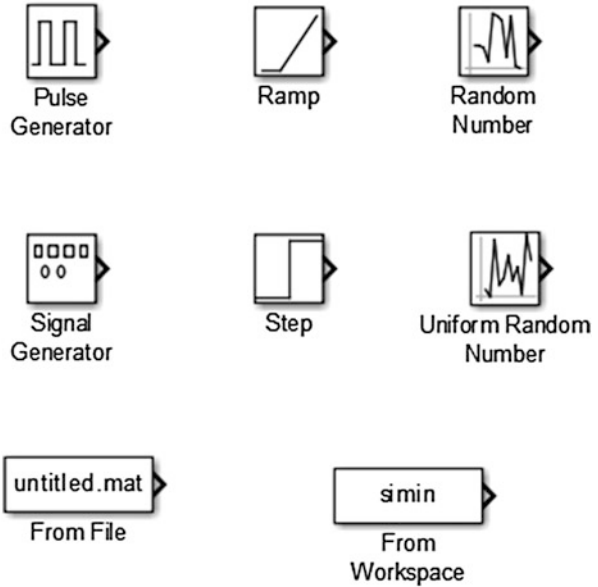 Pulse
Generator
Ramp
Random
Number
Signal
Generator
Step
Uniform Random
Number
untitled.mat
From File
simin
From
Workspace